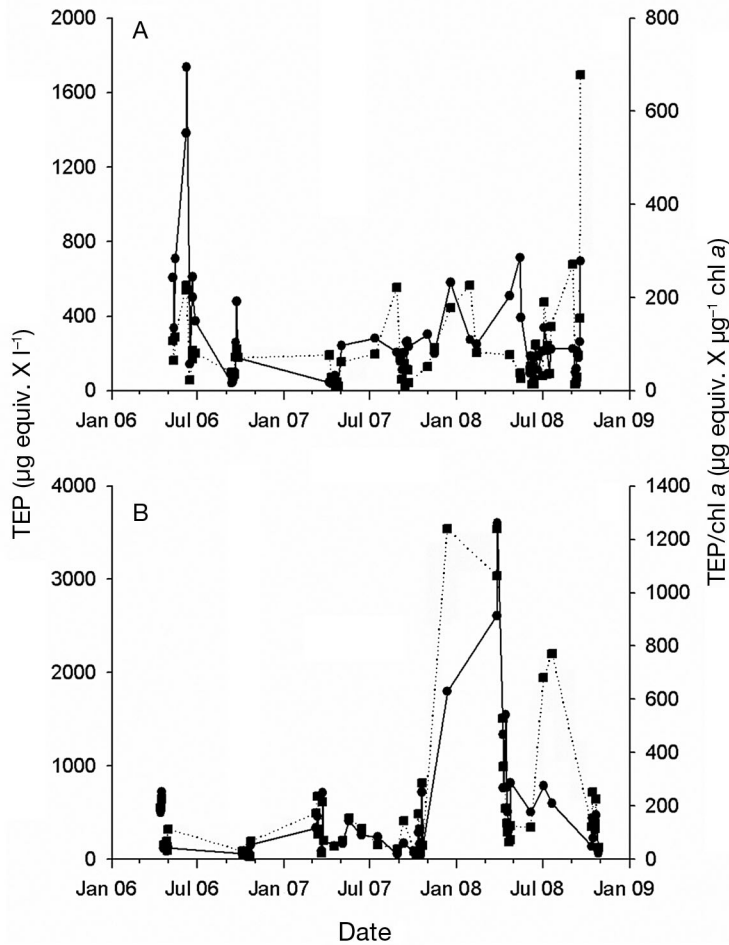 A
2000
1600
1200
800
400
0
800
600
400
200
0
Jan 06
Jul 06
Jan 07
Jul 07
Jan 08
Jul 08
Jan 09
TEP (µg equiv. X l⁻¹)
TEP/chl a (µg equiv. X µg⁻¹ chl a)
B
4000
3000
2000
1000
0
1400
1200
1000
800
600
400
200
0
Jan 06
Jul 06
Jan 07
Jul 07
Jan 08
Jul 08
Jan 09
Date